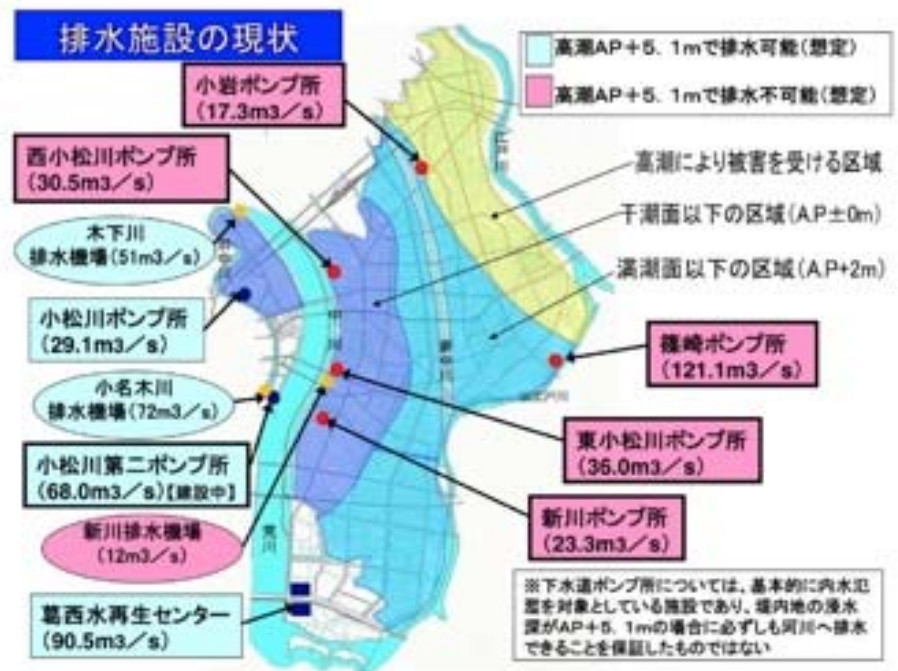 排水施設の現状
高潮AP+5.1mで排水可能(想定)
高潮AP+5.1mで排水不可能(想定)
小岩ポンプ所
(17.3m3/s)
西小松川ポンプ所
(30.5m3/s)
木下川
排水機場(51m3/s)
小松川ポンプ所
(29.1m3/s)
小名木川
排水機場(72m3/s)
小松川第二ポンプ所
(68.0m3/s)【建設中】
新川排水機場
(12m3/s)
葛西水再生センター
(90.5m3/s)
高潮により被害を受ける区域
干潮面以下の区域(A.P±0m)
満潮面以下の区域(A.P+2m)
篠崎ポンプ所
(121.1m3/s)
東小松川ポンプ所
(36.0m3/s)
新川ポンプ所
(23.3m3/s)
江戸川
中川
荒川
※下水道ポンプ所については、基本的に内水氾
濫を対象としている施設であり、堤内地の浸水
深がAP+5.1mの場合に必ずしも河川へ排水
できることを保証したものではない